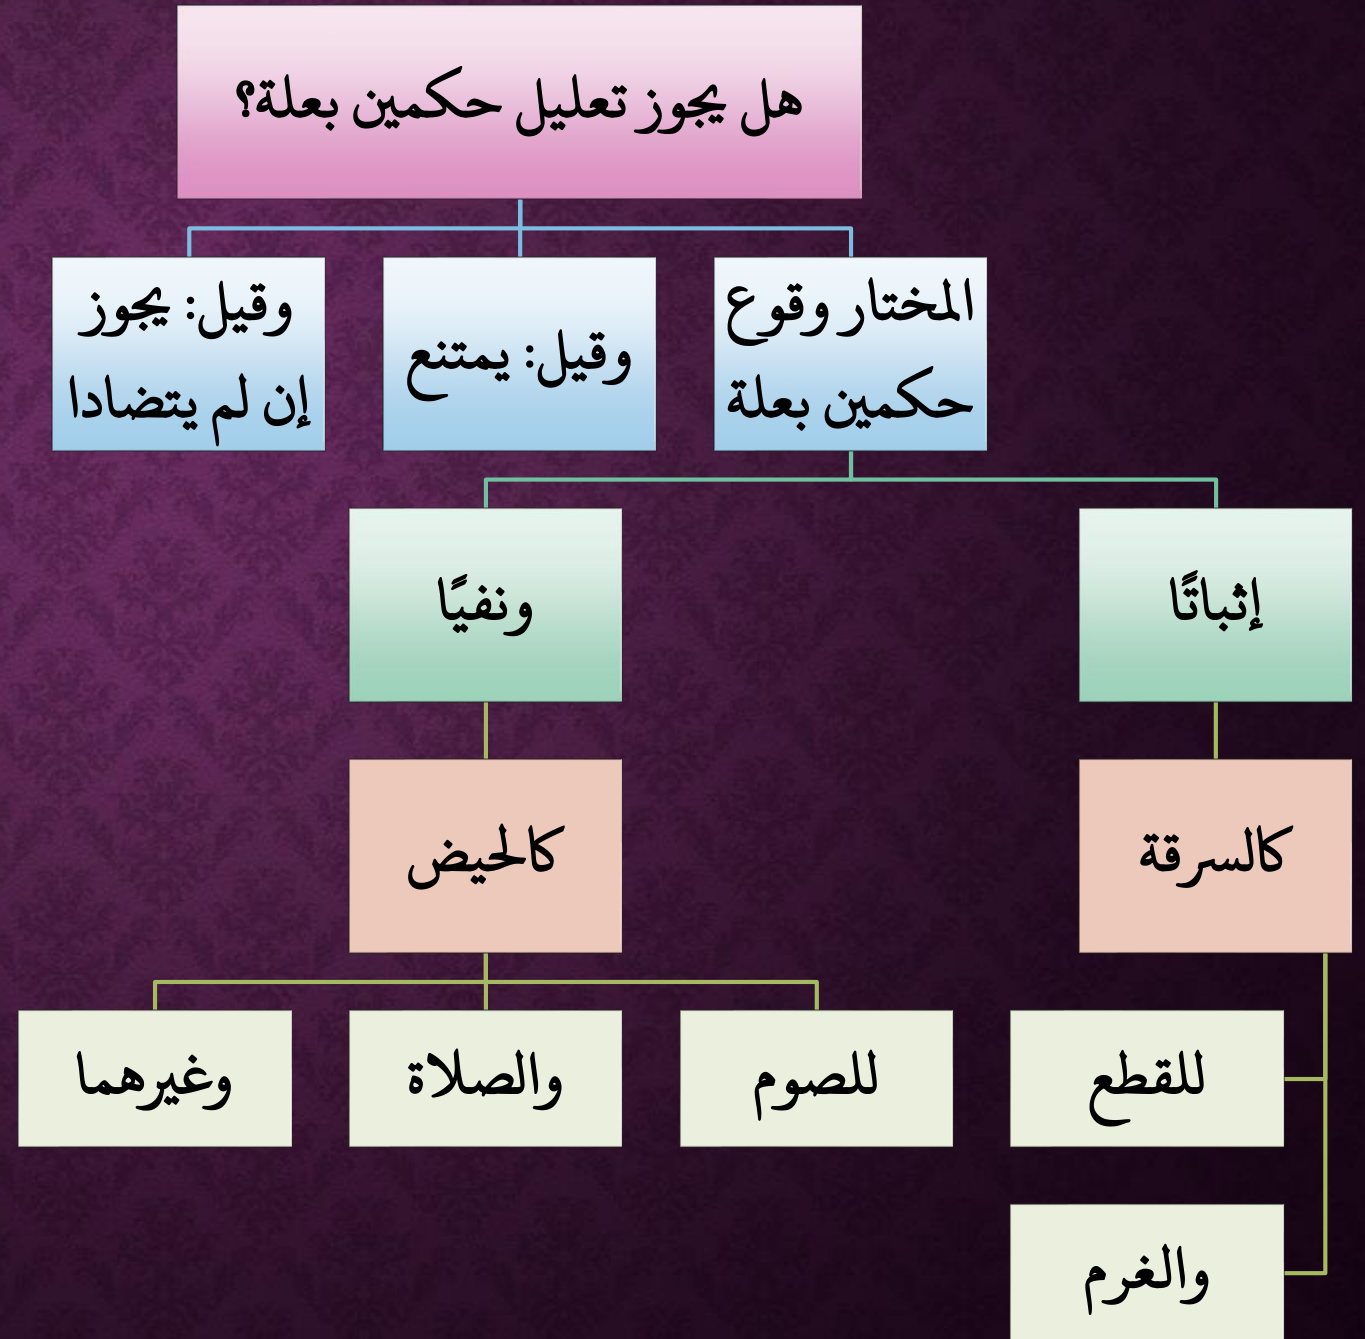 هل يجوز تعليل حكمين بعلة؟
المختار وقوع
حكمين بعلة
وقيل: يمتنع
وقيل: يجوز
إن لم يتضادا
إثباتًا
ونفيًا
كالسرقة
كالحيض
للقطع
والغرم
للصوم
والصلاة
وغيرهما